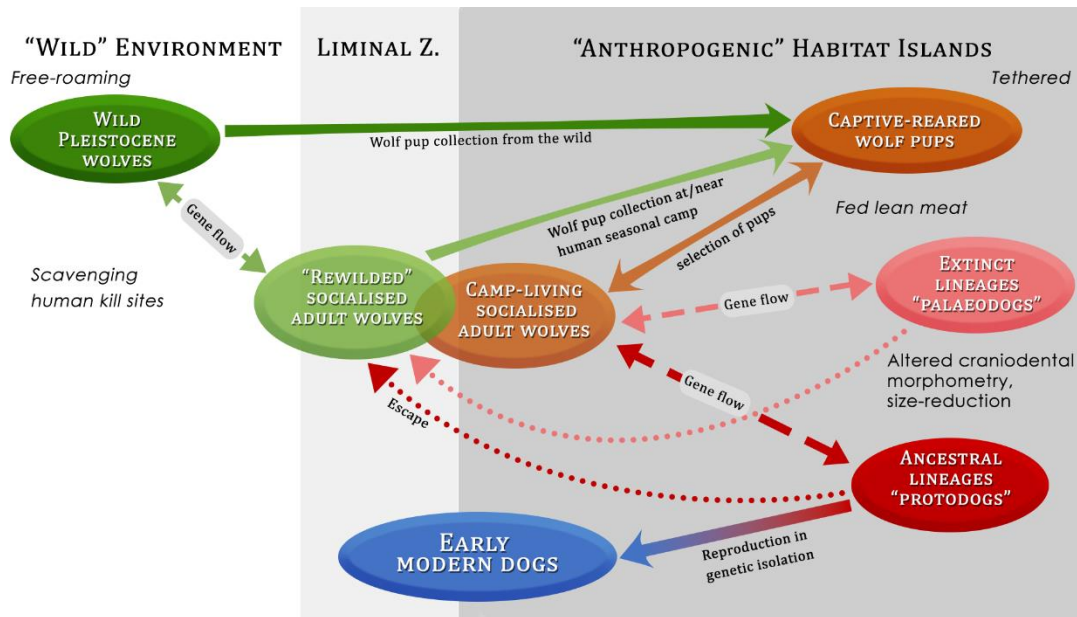 “Wild” Environment
Liminal Z.
“Anthropogenic” Habitat Islands
Free-roaming
Tethered
Wild
Pleistocene
wolves
Wolf pup collection from the wild
Captive-reared
wolf pups
Gene flow
Wolf pup collection at/near
human seasonal camp
selection of pups
Fed lean meat
Scavenging
human kill sites
“Rewilded”
socialised
adult wolves
Camp-living
socialised
adult wolves
Gene flow
Extinct
lineages
“palaeodogs”
Altered craniodental
morphometry,
size-reduction
Gene flow
Escape
Ancestral
lineages
“protodogs”
Early
modern dogs
Reproduction in
genetic isolation